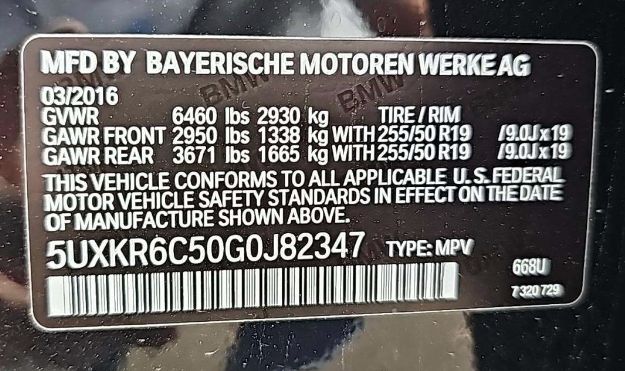 MFD BY BAYERISCHE MOTOREN WERKE AG
03/2016
GVWR 6460 lbs 2930 kg TIRE / RIM
GAWR FRONT 2950 lbs 1338 kg WITH 255/50 R19 /9.0J x 19
GAWR REAR 3671 lbs 1665 kg WITH 255/50 R19 /9.0J x 19
THIS VEHICLE CONFORMS TO ALL APPLICABLE U.S. FEDERAL
MOTOR VEHICLE SAFETY STANDARDS IN EFFECT ON THE DATE
OF MANUFACTURE SHOWN ABOVE.
5UXKR6C50G0J82347 TYPE: MPV
668U
7 320 729
BMW
BMW